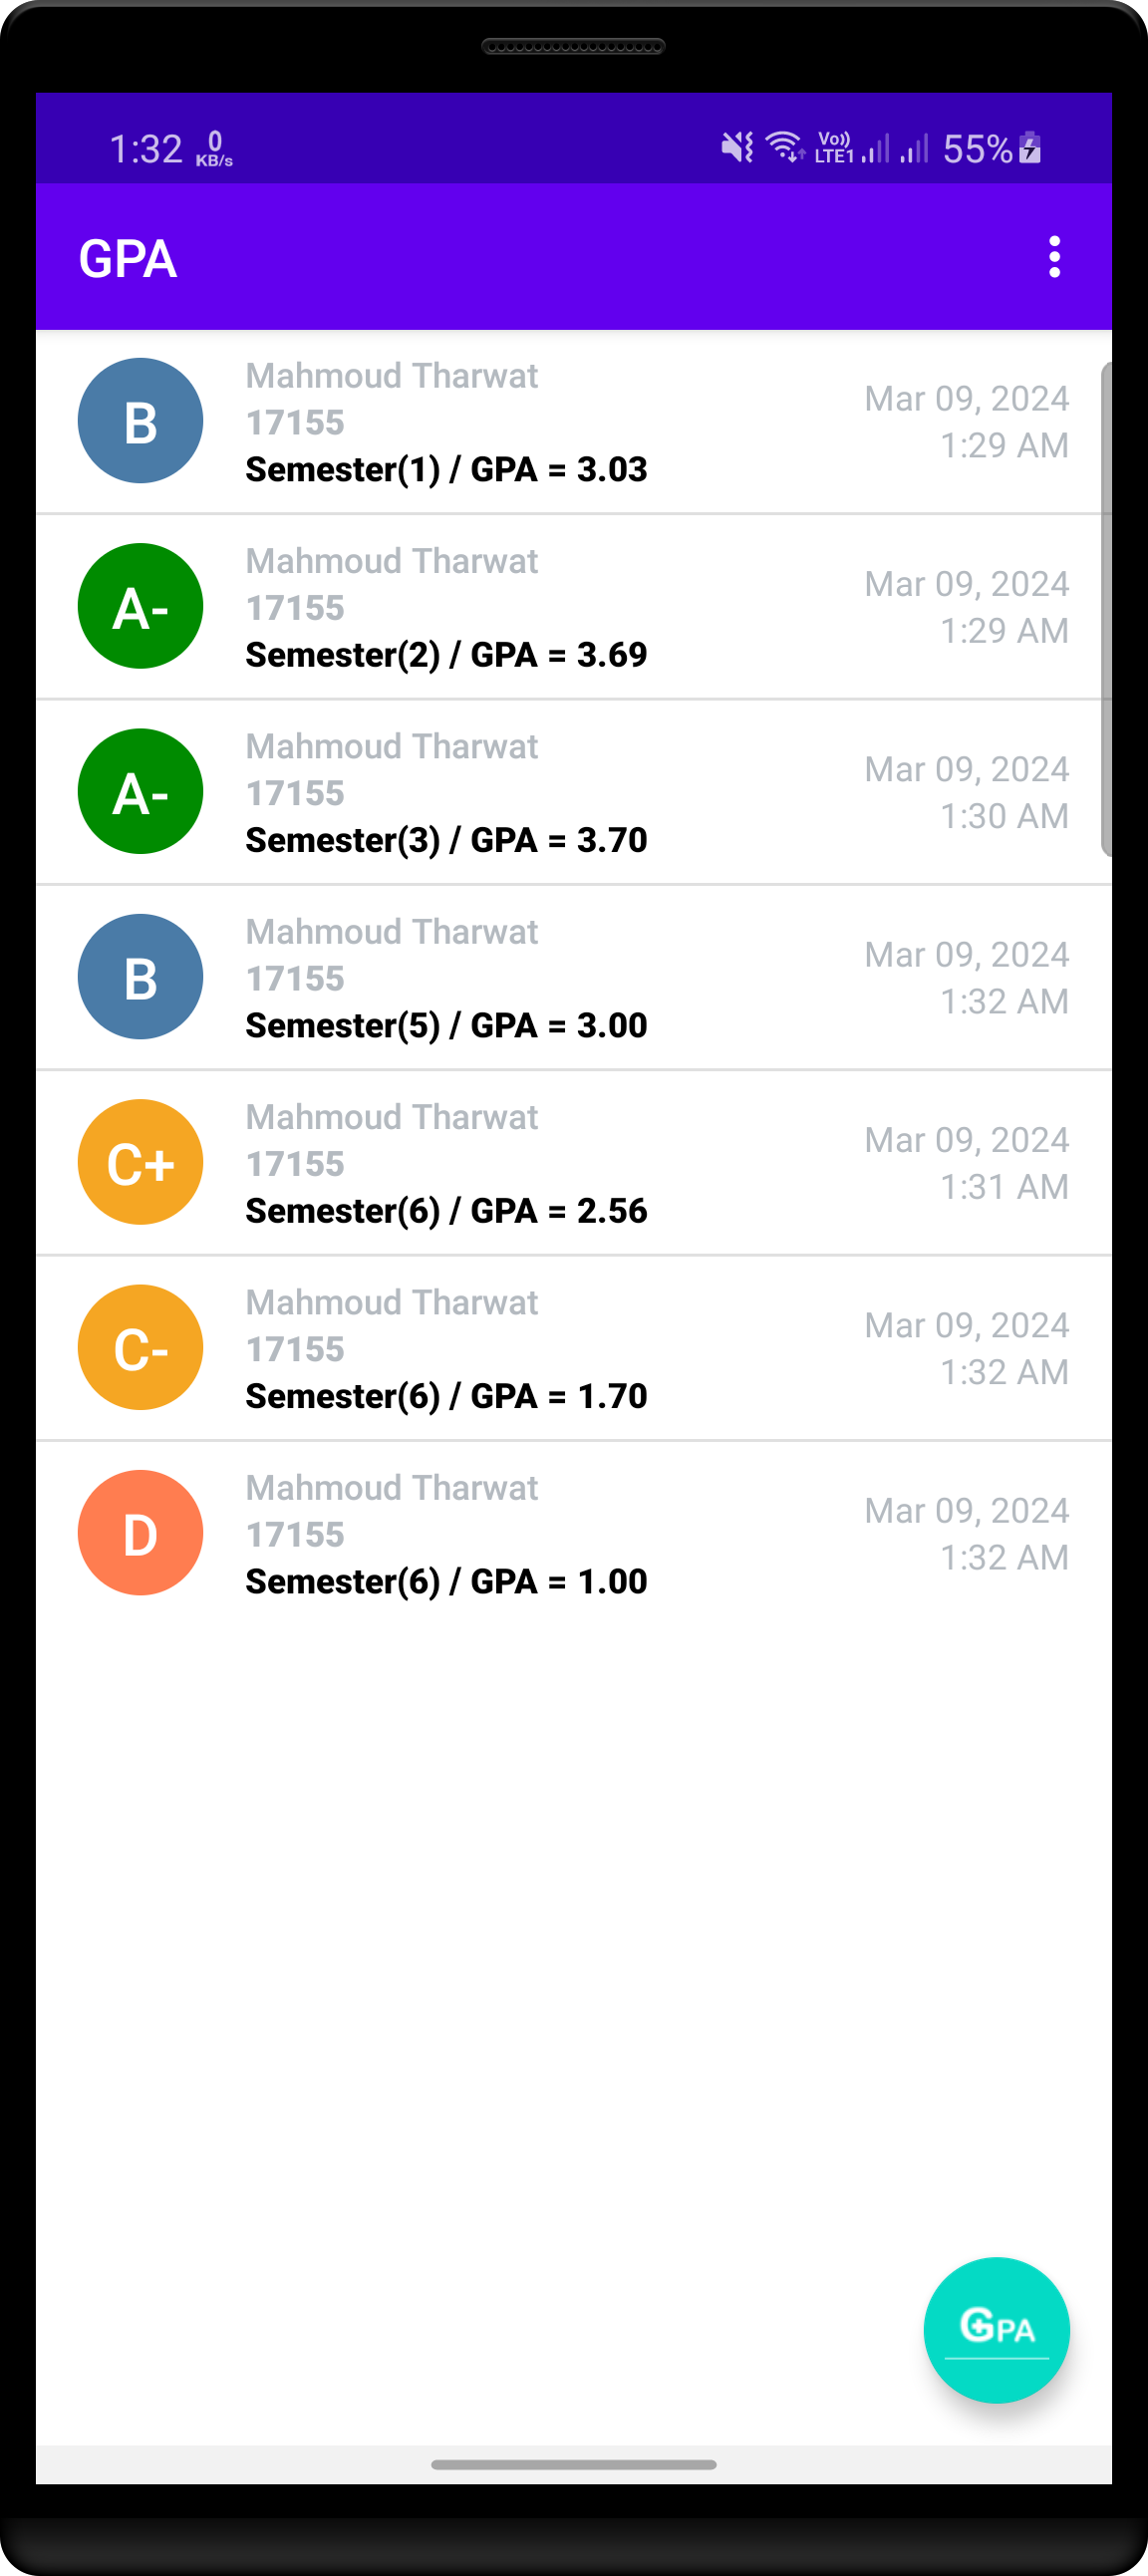 1:32 0 KB/s Vo)) LTE1 55%
GPA
B
Mahmoud Tharwat
17155
Semester(1) / GPA = 3.03
Mar 09, 2024
1:29 AM
A-
Mahmoud Tharwat
17155
Semester(2) / GPA = 3.69
Mar 09, 2024
1:29 AM
A-
Mahmoud Tharwat
17155
Semester(3) / GPA = 3.70
Mar 09, 2024
1:30 AM
B
Mahmoud Tharwat
17155
Semester(5) / GPA = 3.00
Mar 09, 2024
1:32 AM
C+
Mahmoud Tharwat
17155
Semester(6) / GPA = 2.56
Mar 09, 2024
1:31 AM
C-
Mahmoud Tharwat
17155
Semester(6) / GPA = 1.70
Mar 09, 2024
1:32 AM
D
Mahmoud Tharwat
17155
Semester(6) / GPA = 1.00
Mar 09, 2024
1:32 AM
GPA